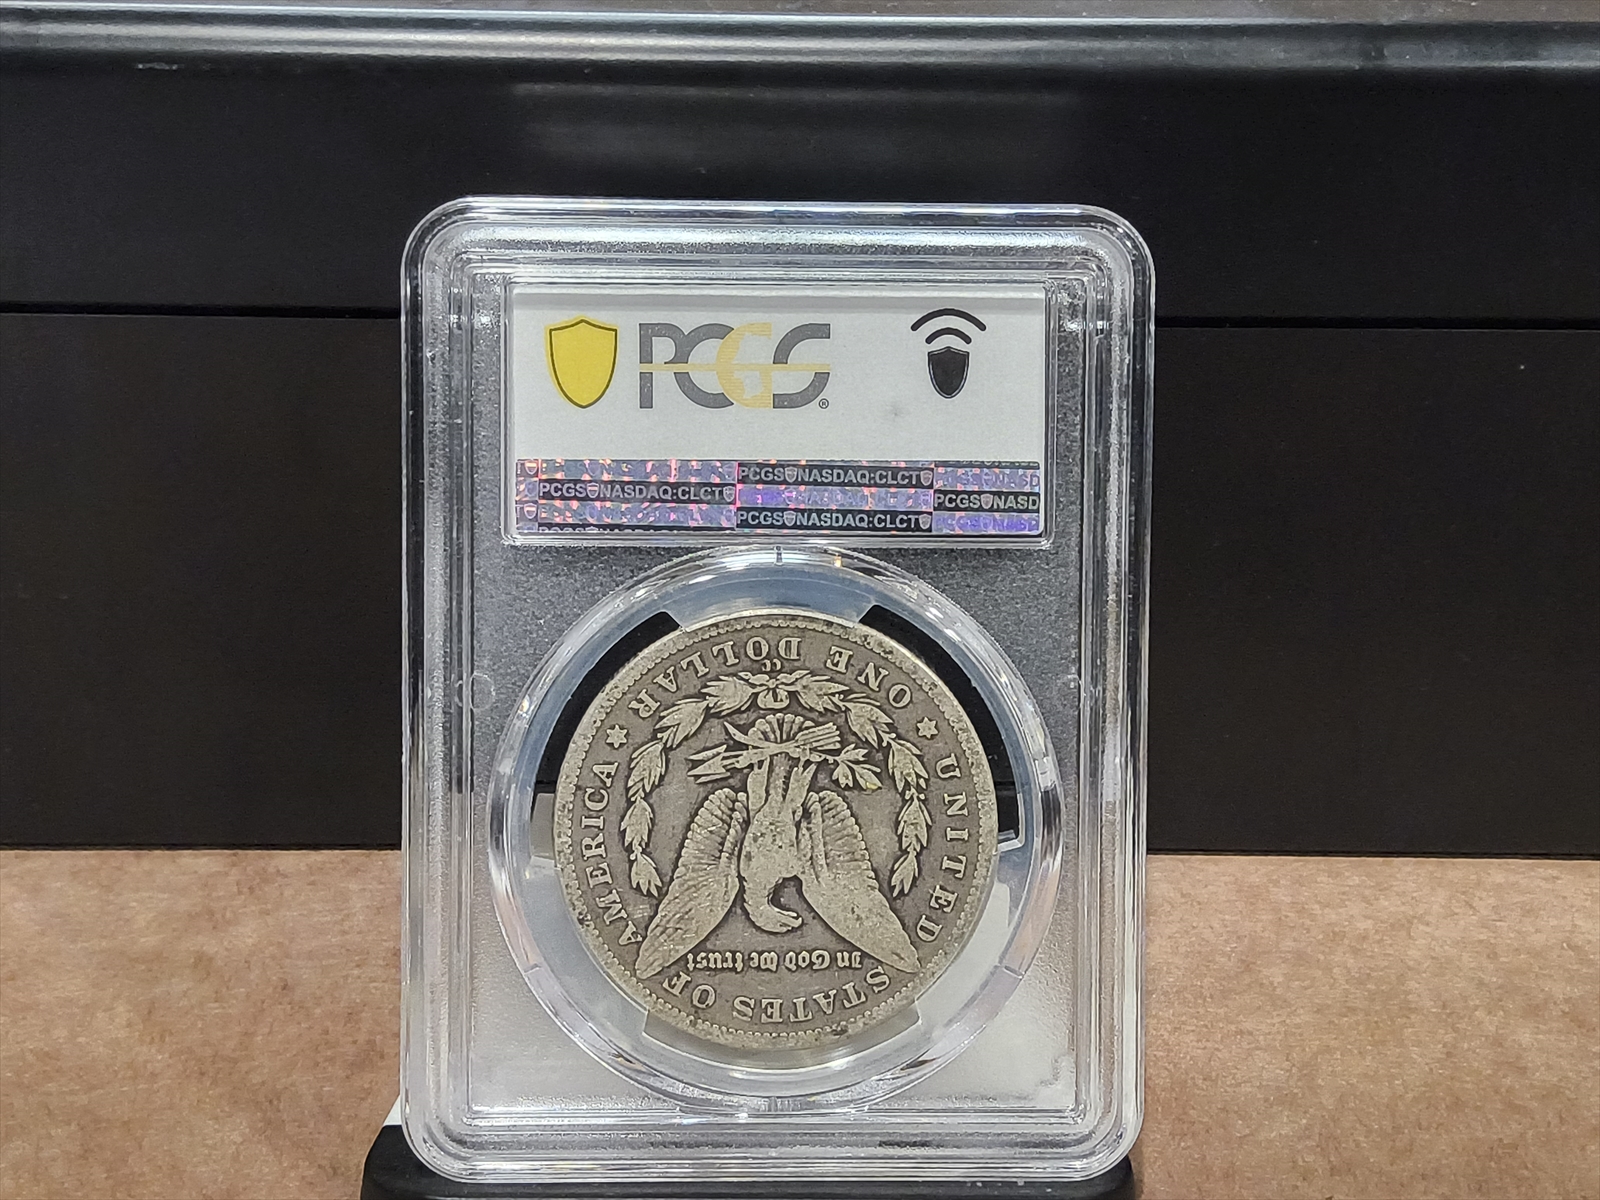 PCGS®
PCGS NASDAQ:CLCT
PCGS NASDAQ:CLCT PCGS NASD
PCGS NASDAQ:CLCT
UNITED STATES OF AMERICA
In God we trust
ONE DOLLAR
CC